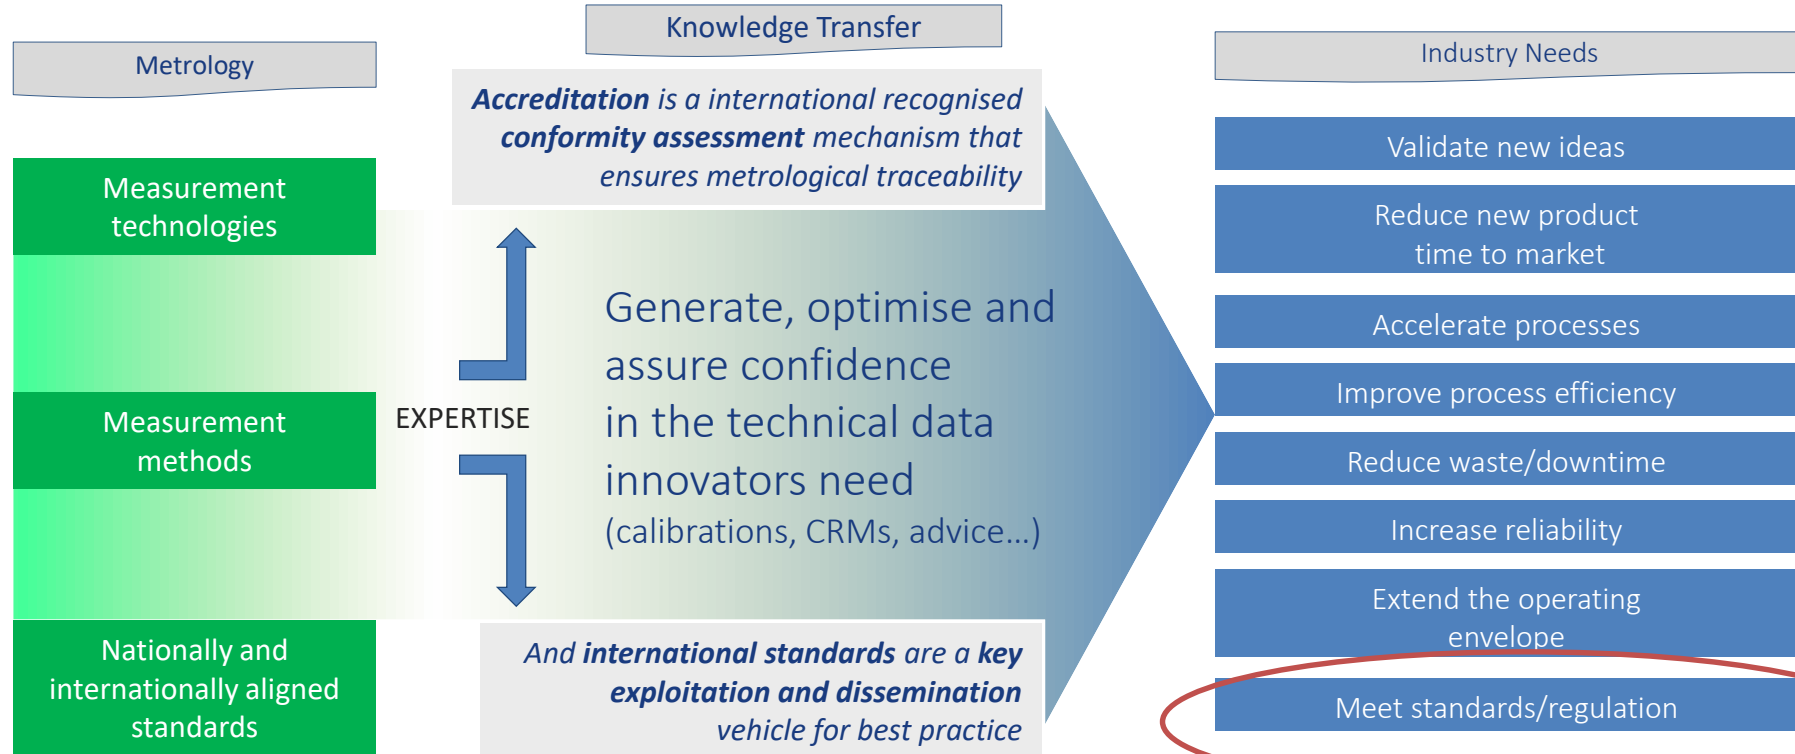 Metrology
Measurement
technologies
Measurement
methods
Nationally and
internationally aligned
standards
Knowledge Transfer
Accreditation is a international recognised
conformity assessment mechanism that
ensures metrological traceability
EXPERTISE
Generate, optimise and
assure confidence
in the technical data
innovators need
(calibrations, CRMs, advice...)
And international standards are a key
exploitation and dissemination
vehicle for best practice
Industry Needs
Validate new ideas
Reduce new product
time to market
Accelerate processes
Improve process efficiency
Reduce waste/downtime
Increase reliability
Extend the operating
envelope
Meet standards/regulation